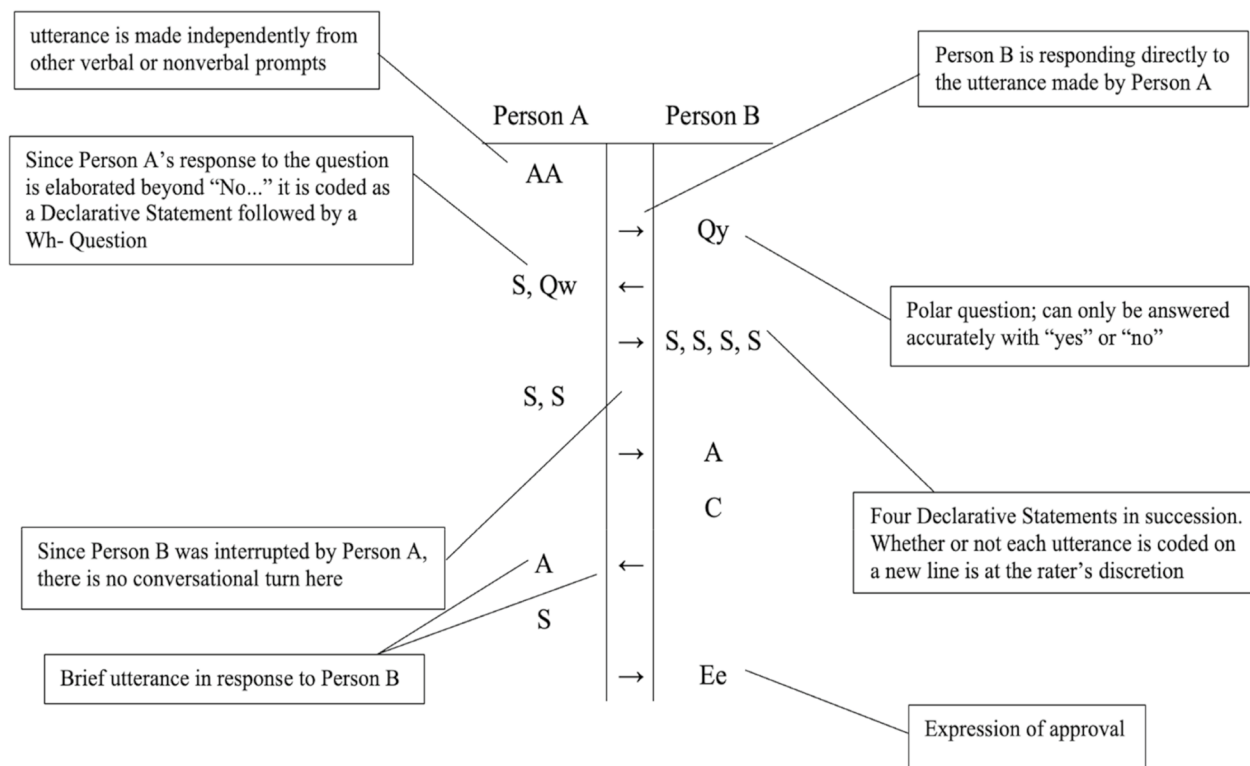 utterance is made independently from
other verbal or nonverbal prompts
Person B is responding directly to
the utterance made by Person A
Person A
Person B
Since Person A’s response to the question
is elaborated beyond “No...” it is coded as
a Declarative Statement followed by a
Wh- Question
AA
→ Qy
S, Qw ←
Polar question; can only be answered
accurately with “yes” or “no”
→ S, S, S, S
S, S
→ A
C
Four Declarative Statements in succession.
Whether or not each utterance is coded on
a new line is at the rater’s discretion
Since Person B was interrupted by Person A,
there is no conversational turn here
A ←
S
Brief utterance in response to Person B
→ Ee
Expression of approval